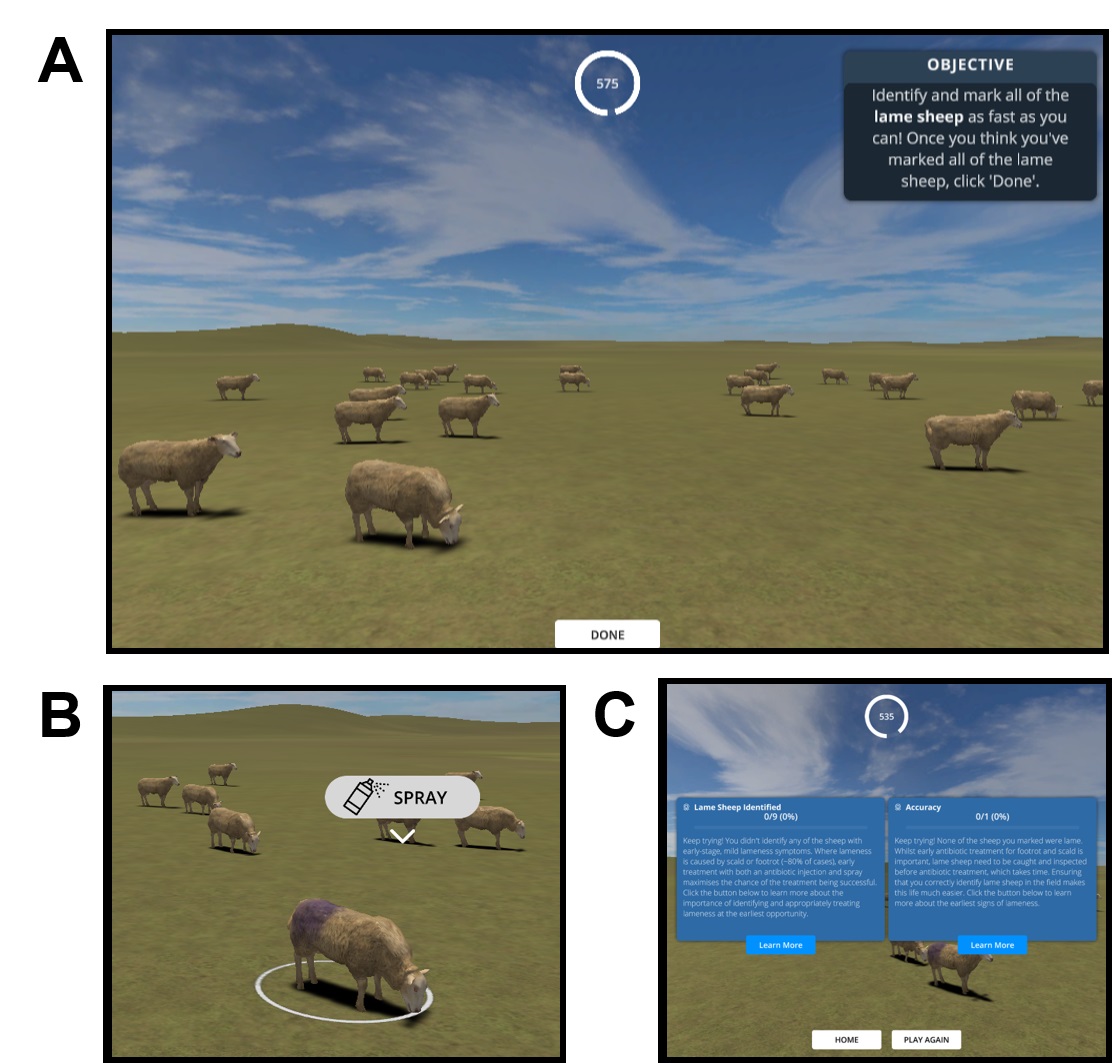 A
575
OBJECTIVE
Identify and mark all of the
lame sheep as fast as you
can! Once you think you've
marked all of the lame
sheep, click 'Done'.
DONE
B
SPRAY
C
535
Lame Sheep Identified
0/9 (0%)
Keep trying! You didn't identify any of the sheep with
early-stage, mild lameness symptoms. Where lameness
is caused by scald or footrot (~80% of cases), early
treatment with both an antibiotic injection and spray
maximises the chance of the treatment being successful.
Click the button below to learn more about the
importance of identifying and appropriately treating
lameness at the earliest opportunity.
Learn More
Accuracy
0/1 (0%)
Keep trying! None of the sheep you marked were lame.
Whilst early antibiotic treatment for footrot and scald is
important, lame sheep need to be caught and inspected
before antibiotic treatment, which takes time. Ensuring
that you correctly identify lame sheep in the field makes
this life much easier. Click the button below to learn
more about the earliest signs of lameness.
Learn More
HOME
PLAY AGAIN